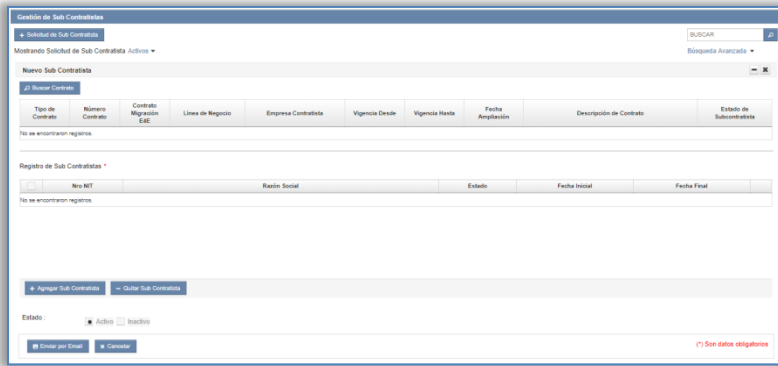 Gestión de Sub Contratistas
+ Solicitud de Sub Contratista
BUSCAR
Mostrando Solicitud de Sub Contratista Activos
Búsqueda Avanzada
Nuevo Sub Contratista
Buscar Contrato
Tipo de Contrato
Número Contrato
Contrato Migración E4E
Línea de Negocio
Empresa Contratista
Vigencia Desde
Vigencia Hasta
Fecha Ampliación
Descripción de Contrato
Estado de Subcontratista
No se encontraron registros.
Registro de Sub Contratistas *
Nro NIT
Razón Social
Estado
Fecha Inicial
Fecha Final
No se encontraron registros.
+ Agregar Sub Contratista
− Quitar Sub Contratista
Estado :
Activo
Inactivo
Enviar por Email
× Cancelar
(*) Son datos obligatorios